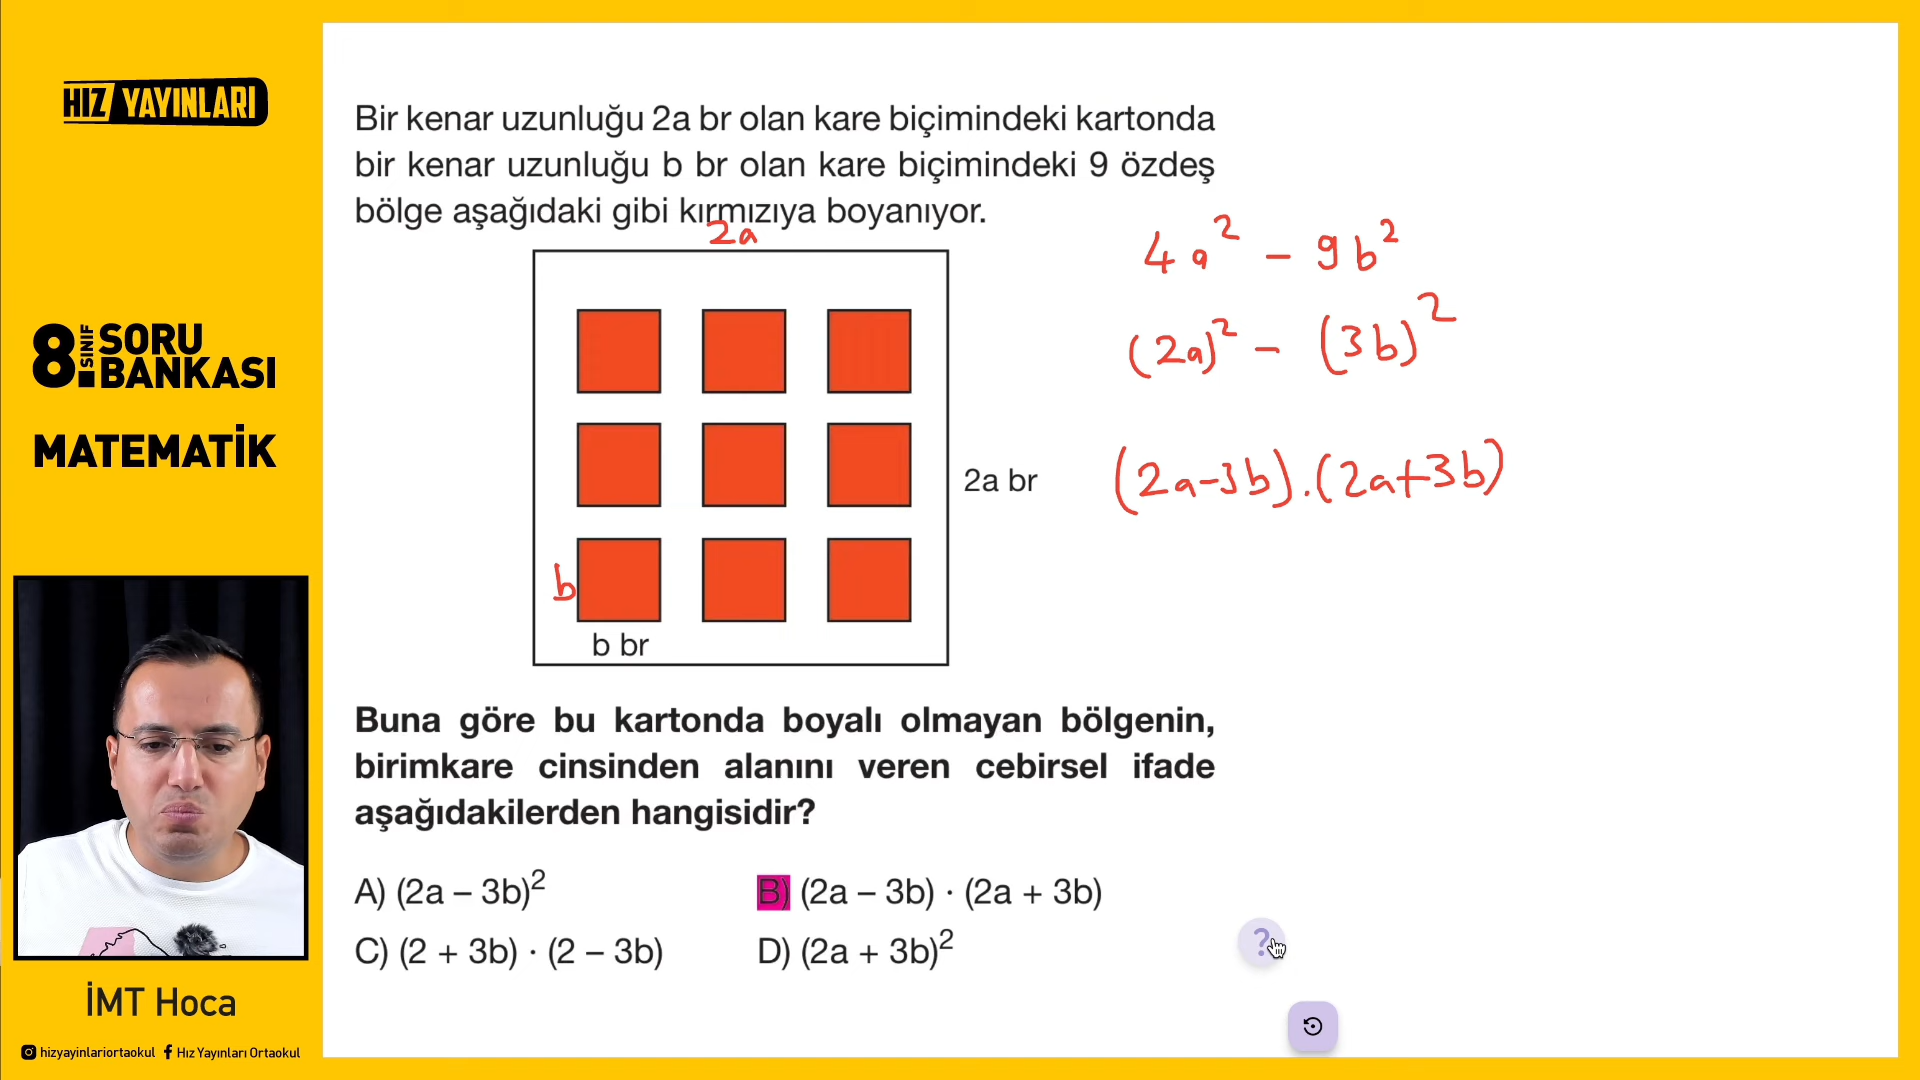 HIZ YAYINLARI
8. SINIF SORU BANKASI
MATEMATİK
İMT Hoca
hizyayinlariortaokul Hız Yayınları Ortaokul
Bir kenar uzunluğu 2a br olan kare biçimindeki kartonda
bir kenar uzunluğu b br olan kare biçimindeki 9 özdeş
bölge aşağıdaki gibi kırmızıya boyanıyor.
2a
2a br
b
b br
4a² – 9b²
(2a)² – (3b)²
(2a–3b).(2a+3b)
Buna göre bu kartonda boyalı olmayan bölgenin,
birimkare cinsinden alanını veren cebirsel ifade
aşağıdakilerden hangisidir?
A) (2a – 3b)² B) (2a – 3b) · (2a + 3b)
C) (2 + 3b) · (2 – 3b) D) (2a + 3b)²
?